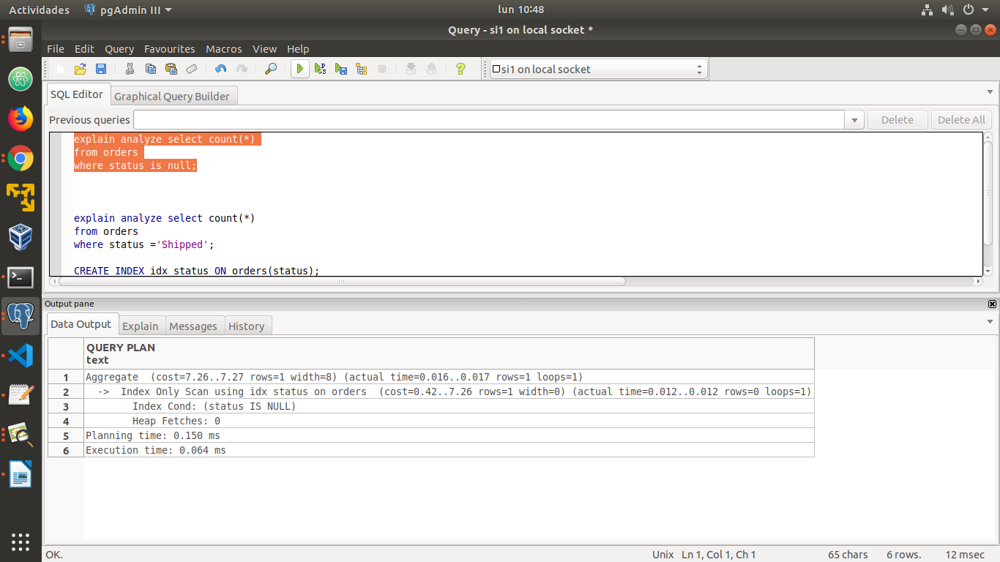 Actividades pgAdmin III lun 10:48
Query - si1 on local socket *
File Edit Query Favourites Macros View Help
si1 on local socket
SQL Editor Graphical Query Builder
Previous queries Delete Delete All
explain analyze select count(*)
from orders
where status is null;
explain analyze select count(*)
from orders
where status ='Shipped';
CREATE INDEX idx_status ON orders(status);
Output pane
Data Output Explain Messages History
QUERY PLAN
text
1 Aggregate (cost=7.26..7.27 rows=1 width=8) (actual time=0.016..0.017 rows=1 loops=1)
2 -> Index Only Scan using idx_status on orders (cost=0.42..7.26 rows=1 width=0) (actual time=0.012..0.012 rows=0 loops=1)
3 Index Cond: (status IS NULL)
4 Heap Fetches: 0
5 Planning time: 0.150 ms
6 Execution time: 0.064 ms
OK. Unix Ln 1, Col 1, Ch 1 65 chars 6 rows. 12 msec